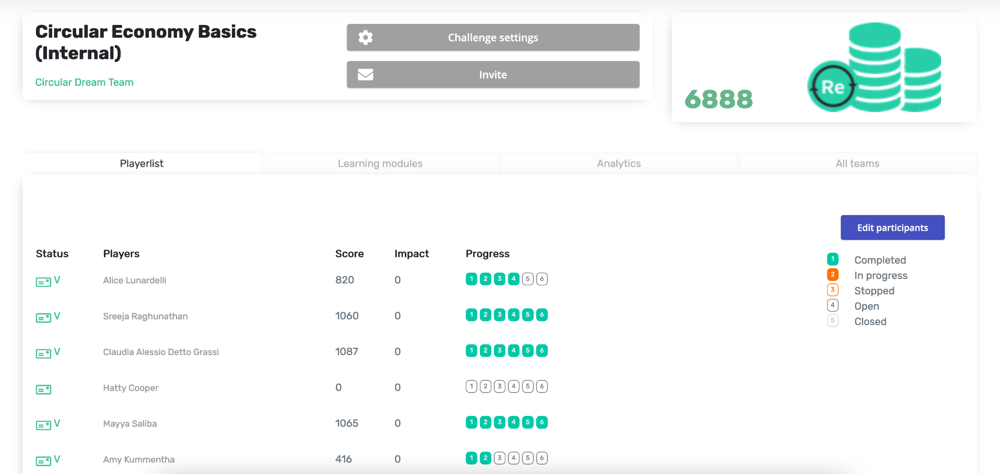 Circular Economy Basics
(Internal)
Circular Dream Team
Challenge settings
Invite
6888
Re
Playerlist
Learning modules
Analytics
All teams
Edit participants
Status Players Score Impact Progress
V Alice Lunardelli 820 0 1 2 3 4 5 6
V Sreeja Raghunathan 1060 0 1 2 3 4 5 6
V Claudia Alessio Detto Grassi 1087 0 1 2 3 4 5 6
Hatty Cooper 0 0 1 2 3 4 5 6
V Mayya Saliba 1065 0 1 2 3 4 5 6
V Amy Kummentha 416 0 1 2 3 4 5 6
1 Completed
2 In progress
3 Stopped
4 Open
5 Closed